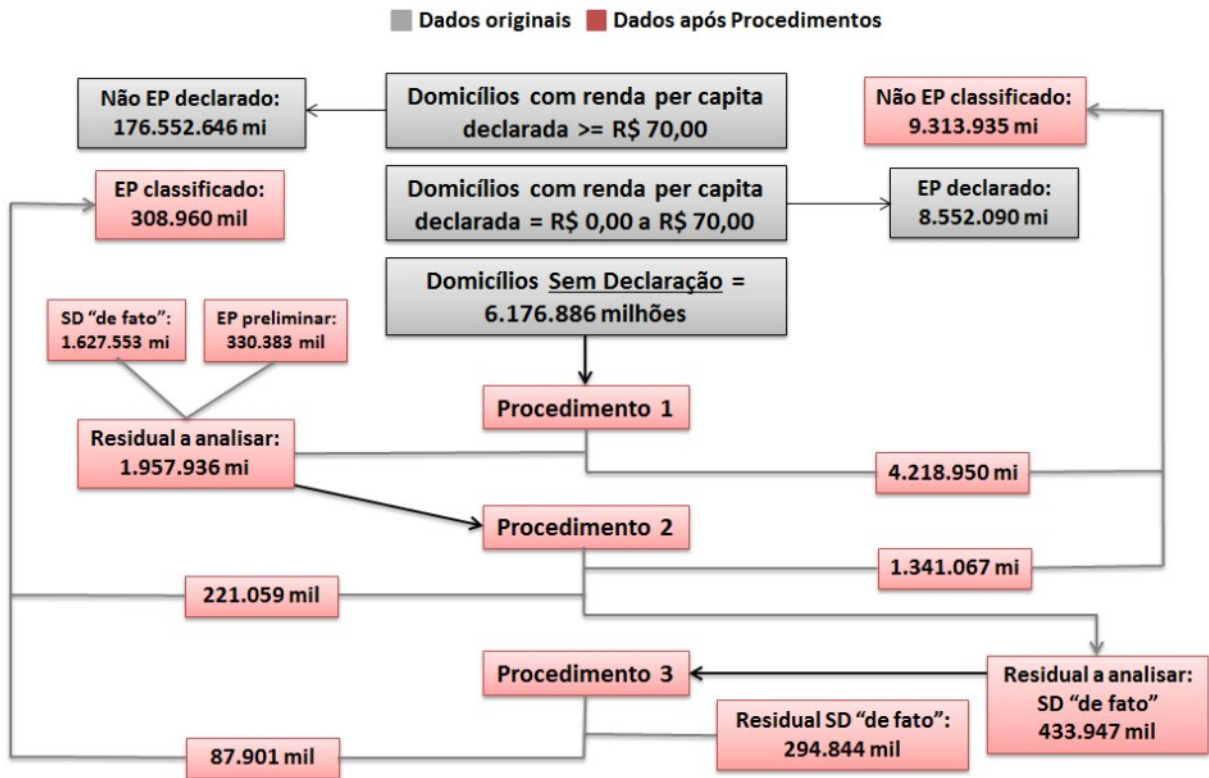 Dados originais Dados após Procedimentos
Não EP declarado:
176.552.646 mi
Domicílios com renda per capita
declarada >= R$ 70,00
Não EP classificado:
9.313.935 mi
EP classificado:
308.960 mil
Domicílios com renda per capita
declarada = R$ 0,00 a R$ 70,00
EP declarado:
8.552.090 mi
Domicílios Sem Declaração =
6.176.886 milhões
SD “de fato”:
1.627.553 mi
EP preliminar:
330.383 mil
Procedimento 1
Residual a analisar:
1.957.936 mi
4.218.950 mi
Procedimento 2
1.341.067 mi
221.059 mil
Procedimento 3
Residual a analisar:
SD “de fato”
433.947 mil
Residual SD “de fato”:
294.844 mil
87.901 mil